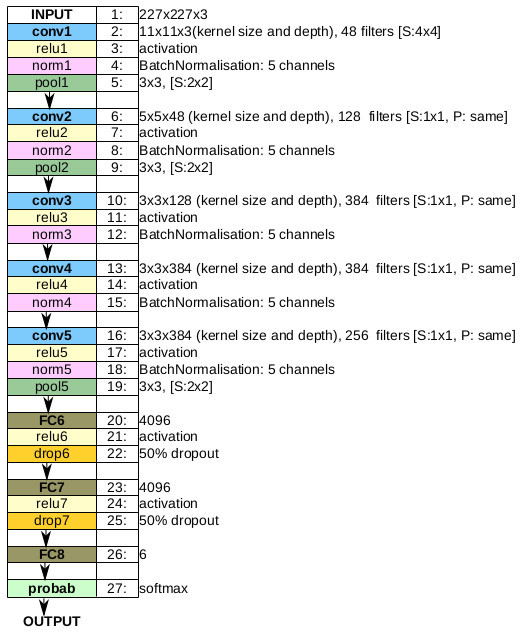 INPUT 1: 227x227x3
conv1 2: 11x11x3(kernel size and depth), 48 filters [S:4x4]
relu1 3: activation
norm1 4: BatchNormalisation: 5 channels
pool1 5: 3x3, [S:2x2]
conv2 6: 5x5x48 (kernel size and depth), 128 filters [S:1x1, P: same]
relu2 7: activation
norm2 8: BatchNormalisation: 5 channels
pool2 9: 3x3, [S:2x2]
conv3 10: 3x3x128 (kernel size and depth), 384 filters [S:1x1, P: same]
relu3 11: activation
norm3 12: BatchNormalisation: 5 channels
conv4 13: 3x3x384 (kernel size and depth), 384 filters [S:1x1, P: same]
relu4 14: activation
norm4 15: BatchNormalisation: 5 channels
conv5 16: 3x3x384 (kernel size and depth), 256 filters [S:1x1, P: same]
relu5 17: activation
norm5 18: BatchNormalisation: 5 channels
pool5 19: 3x3, [S:2x2]
FC6 20: 4096
relu6 21: activation
drop6 22: 50% dropout
FC7 23: 4096
relu7 24: activation
drop7 25: 50% dropout
FC8 26: 6
probab 27: softmax
OUTPUT